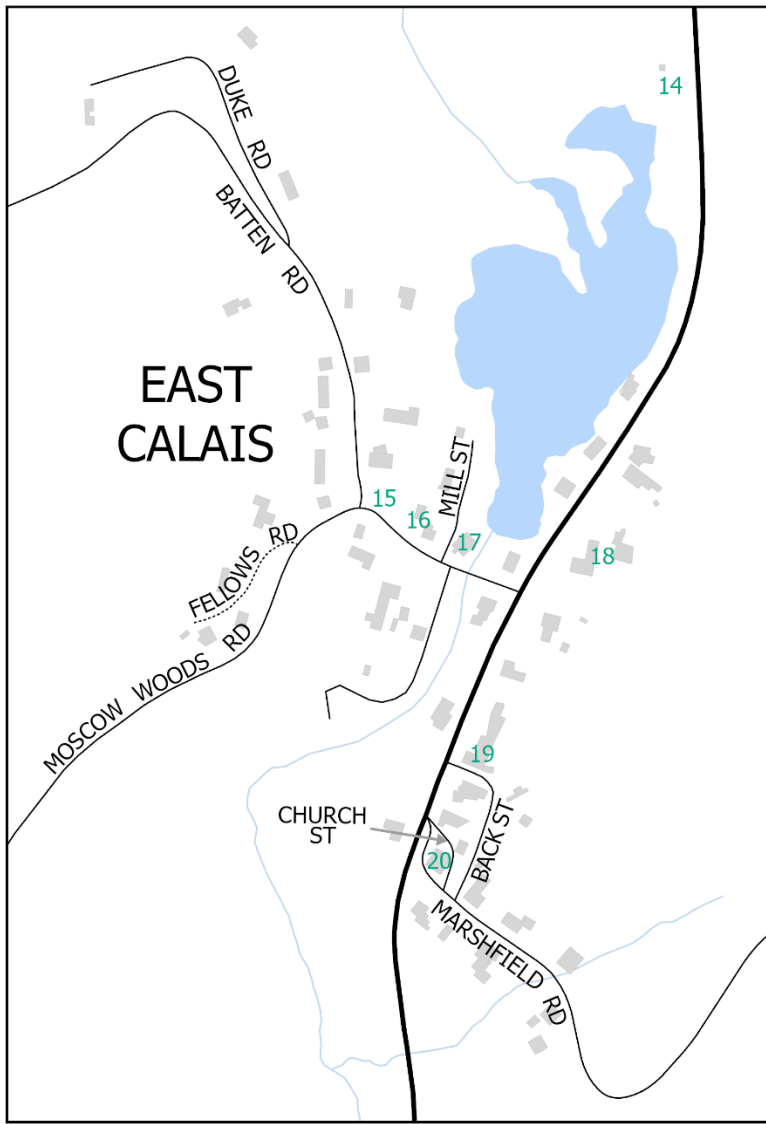 14
DUKE RD
BATTEN RD
EAST
CALAIS
MILL ST
15
16
17
18
FELLOWS RD
MOSCOW WOODS RD
19
CHURCH
ST
BACK ST
20
MARSHFIELD RD